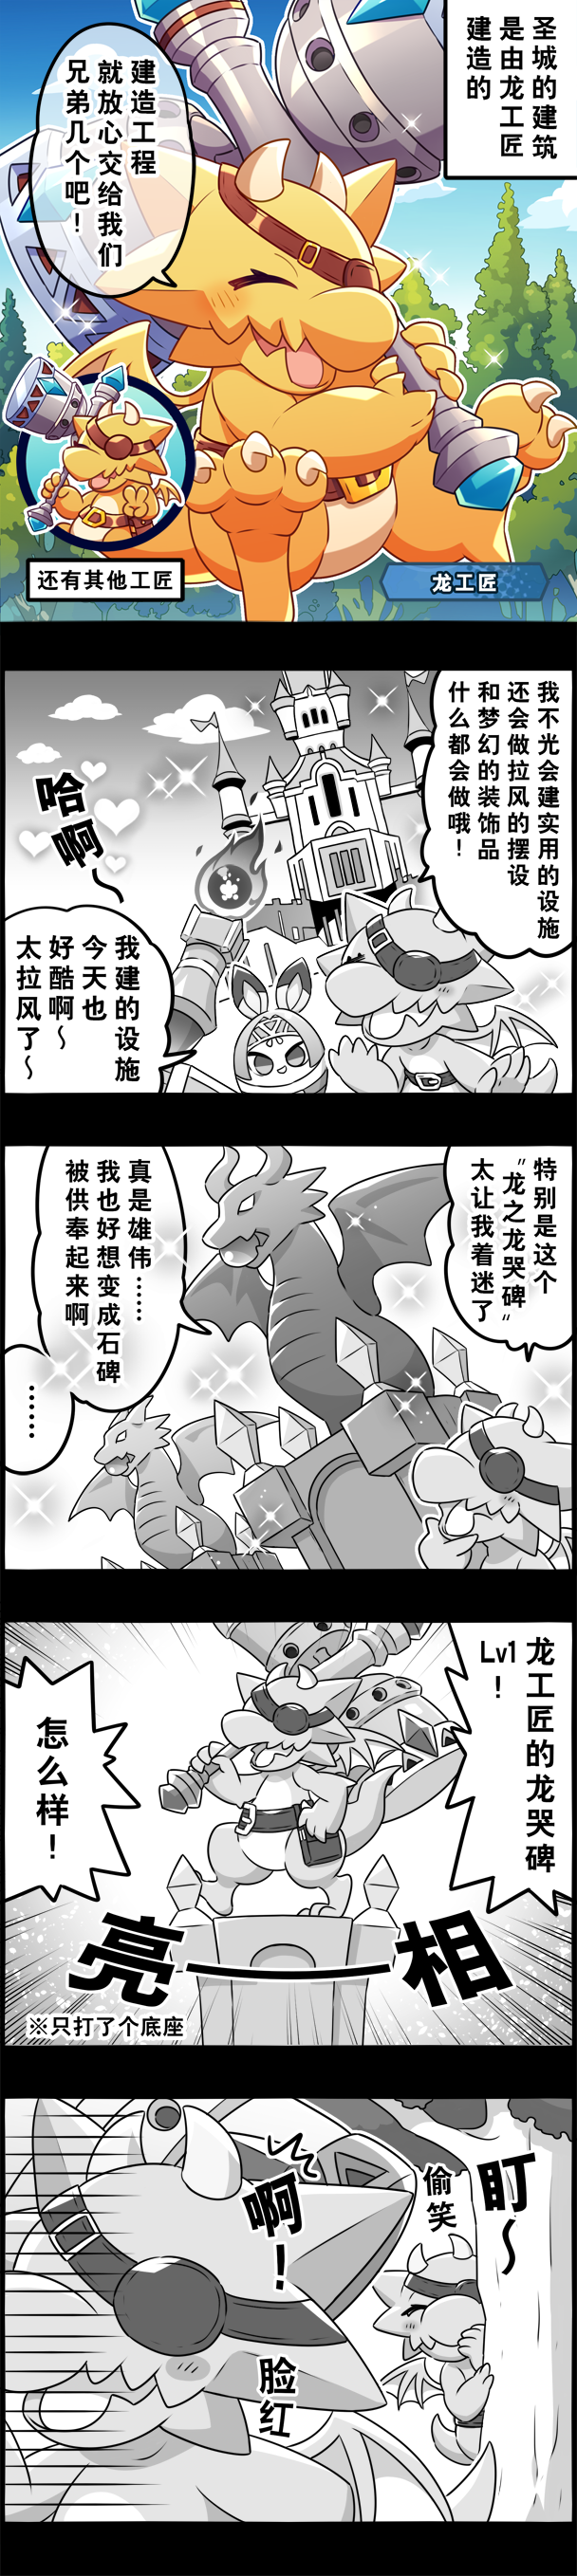 圣城的建筑
是由龙工匠
建造的
建造工程
就放心交给我们
兄弟几个吧！
还有其他工匠
龙工匠
我不光会建实用的设施
还会做拉风的摆设
和梦幻的装饰品
什么都会做哦！
哈啊～
我建的设施
今天也
好酷啊～
太拉风了～
特别是这个
“龙之龙哭碑”
太让我着迷了
真是雄伟……
我也好想变成石碑
被供奉起来啊
……
龙工匠的龙哭碑
Lv1！
怎么样！
亮——相
※只打了个底座
盯～
偷笑
啊！
脸红